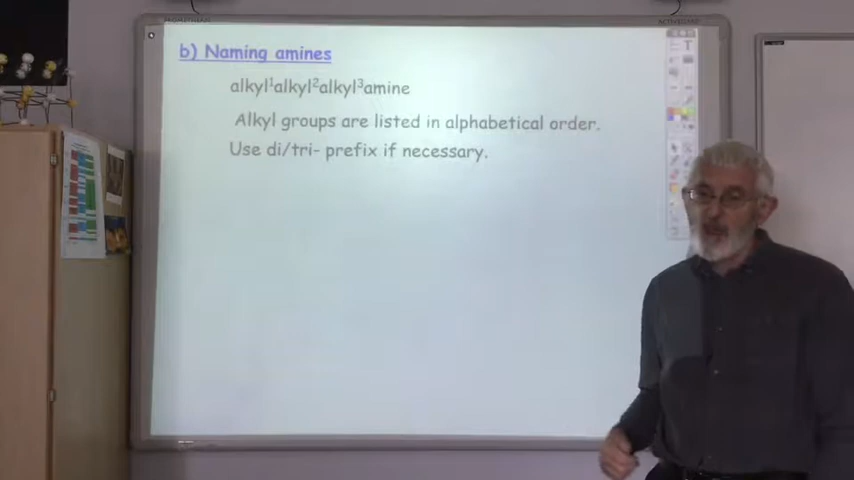 b) Naming amines
alkyl¹alkyl²alkyl³amine
Alkyl groups are listed in alphabetical order.
Use di/tri- prefix if necessary.